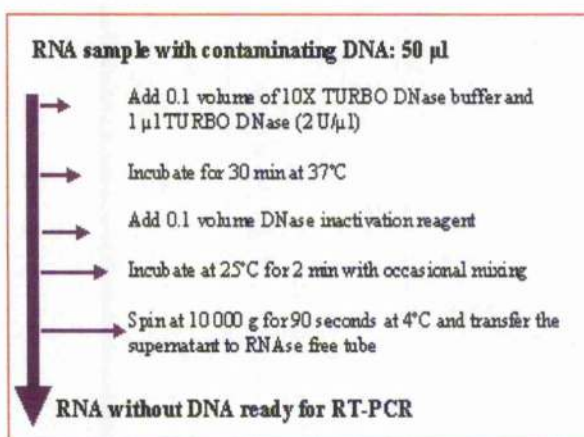 RNA sample with contaminating DNA: 50 µl
Add 0.1 volume of 10X TURBO DNase buffer and
1 µl TURBO DNase (2 U/µl)
Incubate for 30 min at 37°C
Add 0.1 volume DNase inactivation reagent
Incubate at 25°C for 2 min with occasional mixing
Spin at 10 000 g for 90 seconds at 4°C and transfer the
supernatant to RNAse free tube
RNA without DNA ready for RT-PCR